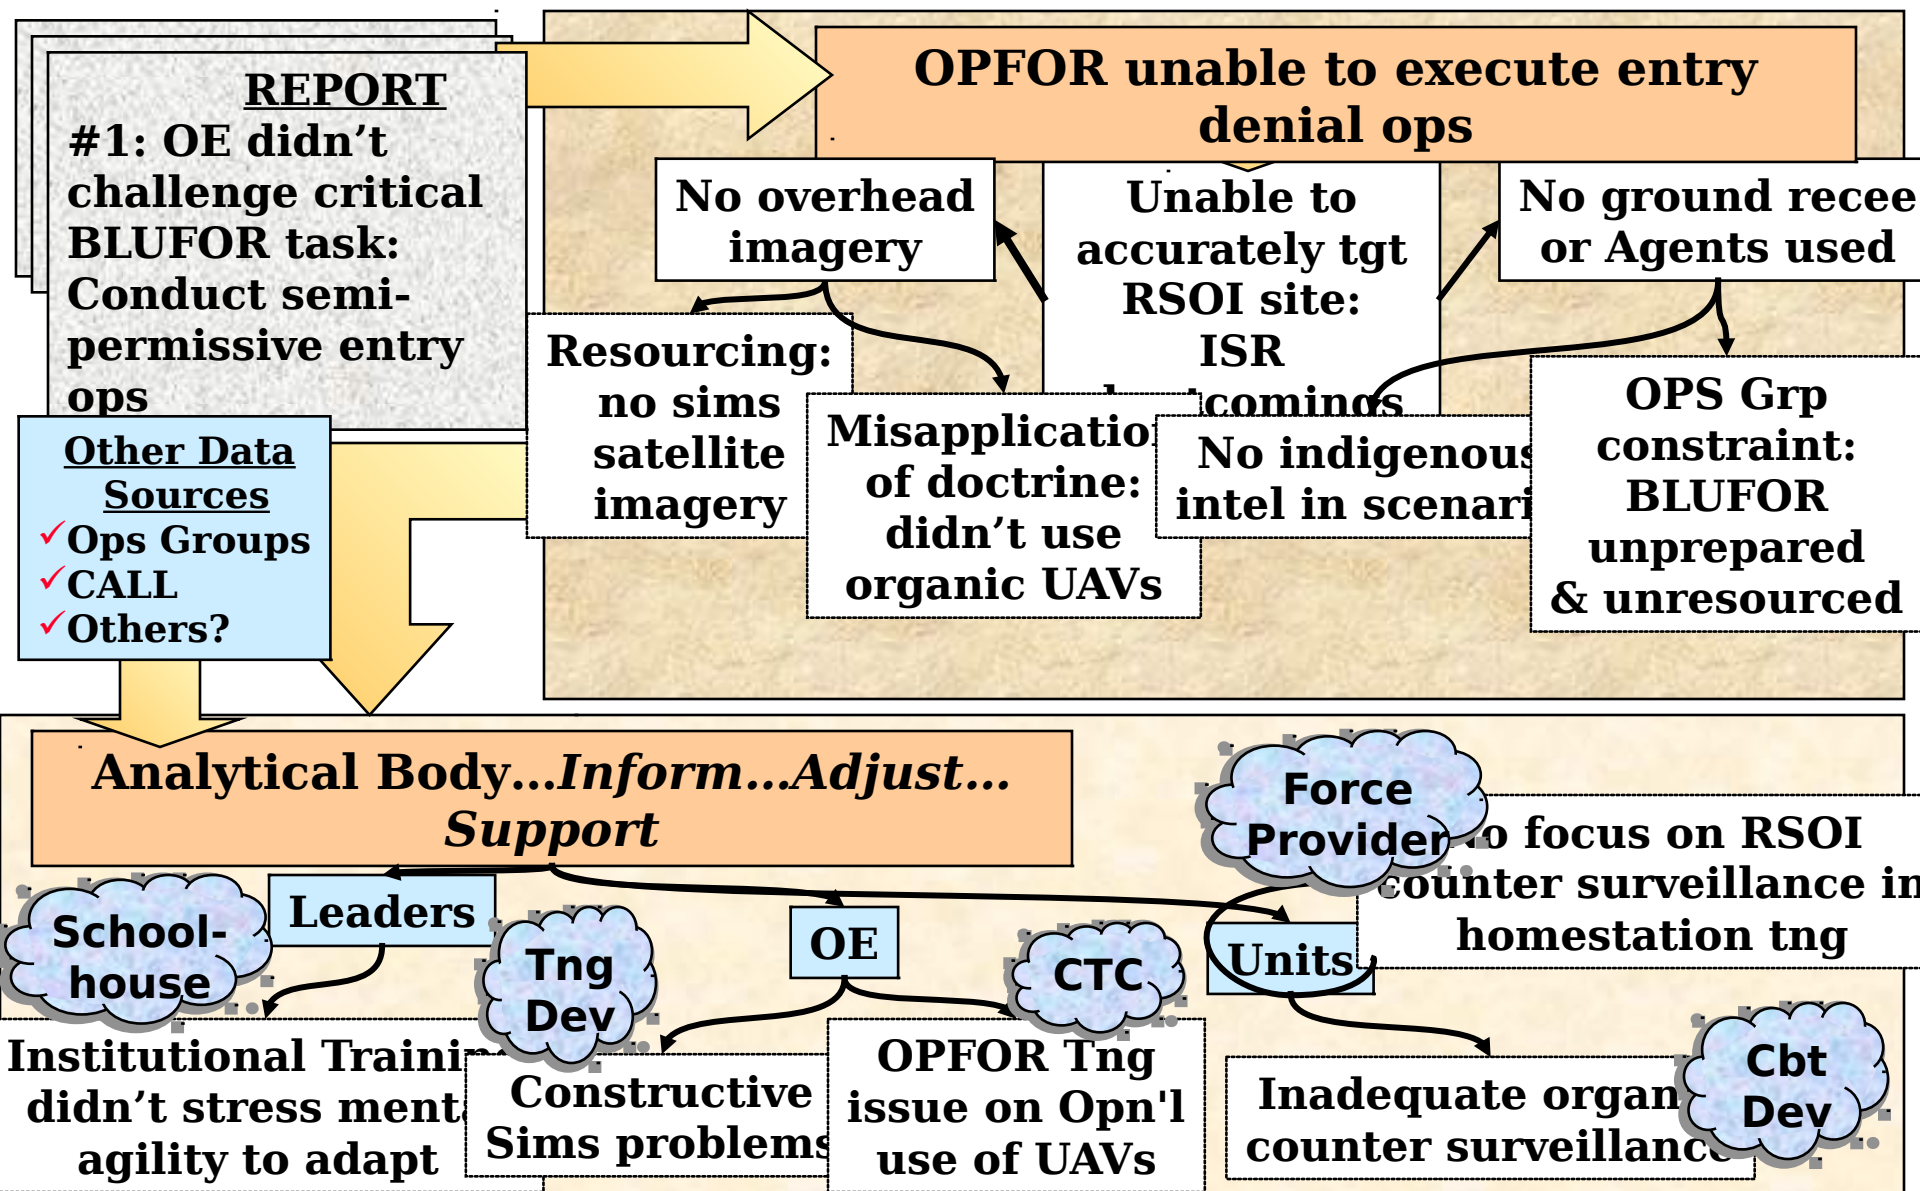 REPORT
#1: OE didn’t
challenge critical
BLUFOR task:
Conduct semi-
permissive entry
ops
Other Data
Sources
✓Ops Groups
✓CALL
✓Others?
OPFOR unable to execute entry
denial ops
No overhead
imagery
Unable to
accurately tgt
RSOI site:
ISR
comings
No ground recee
or Agents used
Resourcing:
no sims
satellite
imagery
Misapplication
of doctrine:
didn’t use
organic UAVs
No indigenous
intel in scenari
OPS Grp
constraint:
BLUFOR
unprepared
& unresourced
Analytical Body…Inform…Adjust…
Support
Force
Provider
o focus on RSOI
counter surveillance in
homestation tng
School-
house
Leaders
Tng
Dev
OE
CTC
Units
Institutional Trainin
didn’t stress menta
agility to adapt
Constructive
Sims problems
OPFOR Tng
issue on Opn'l
use of UAVs
Inadequate organ
counter surveillance
Cbt
Dev